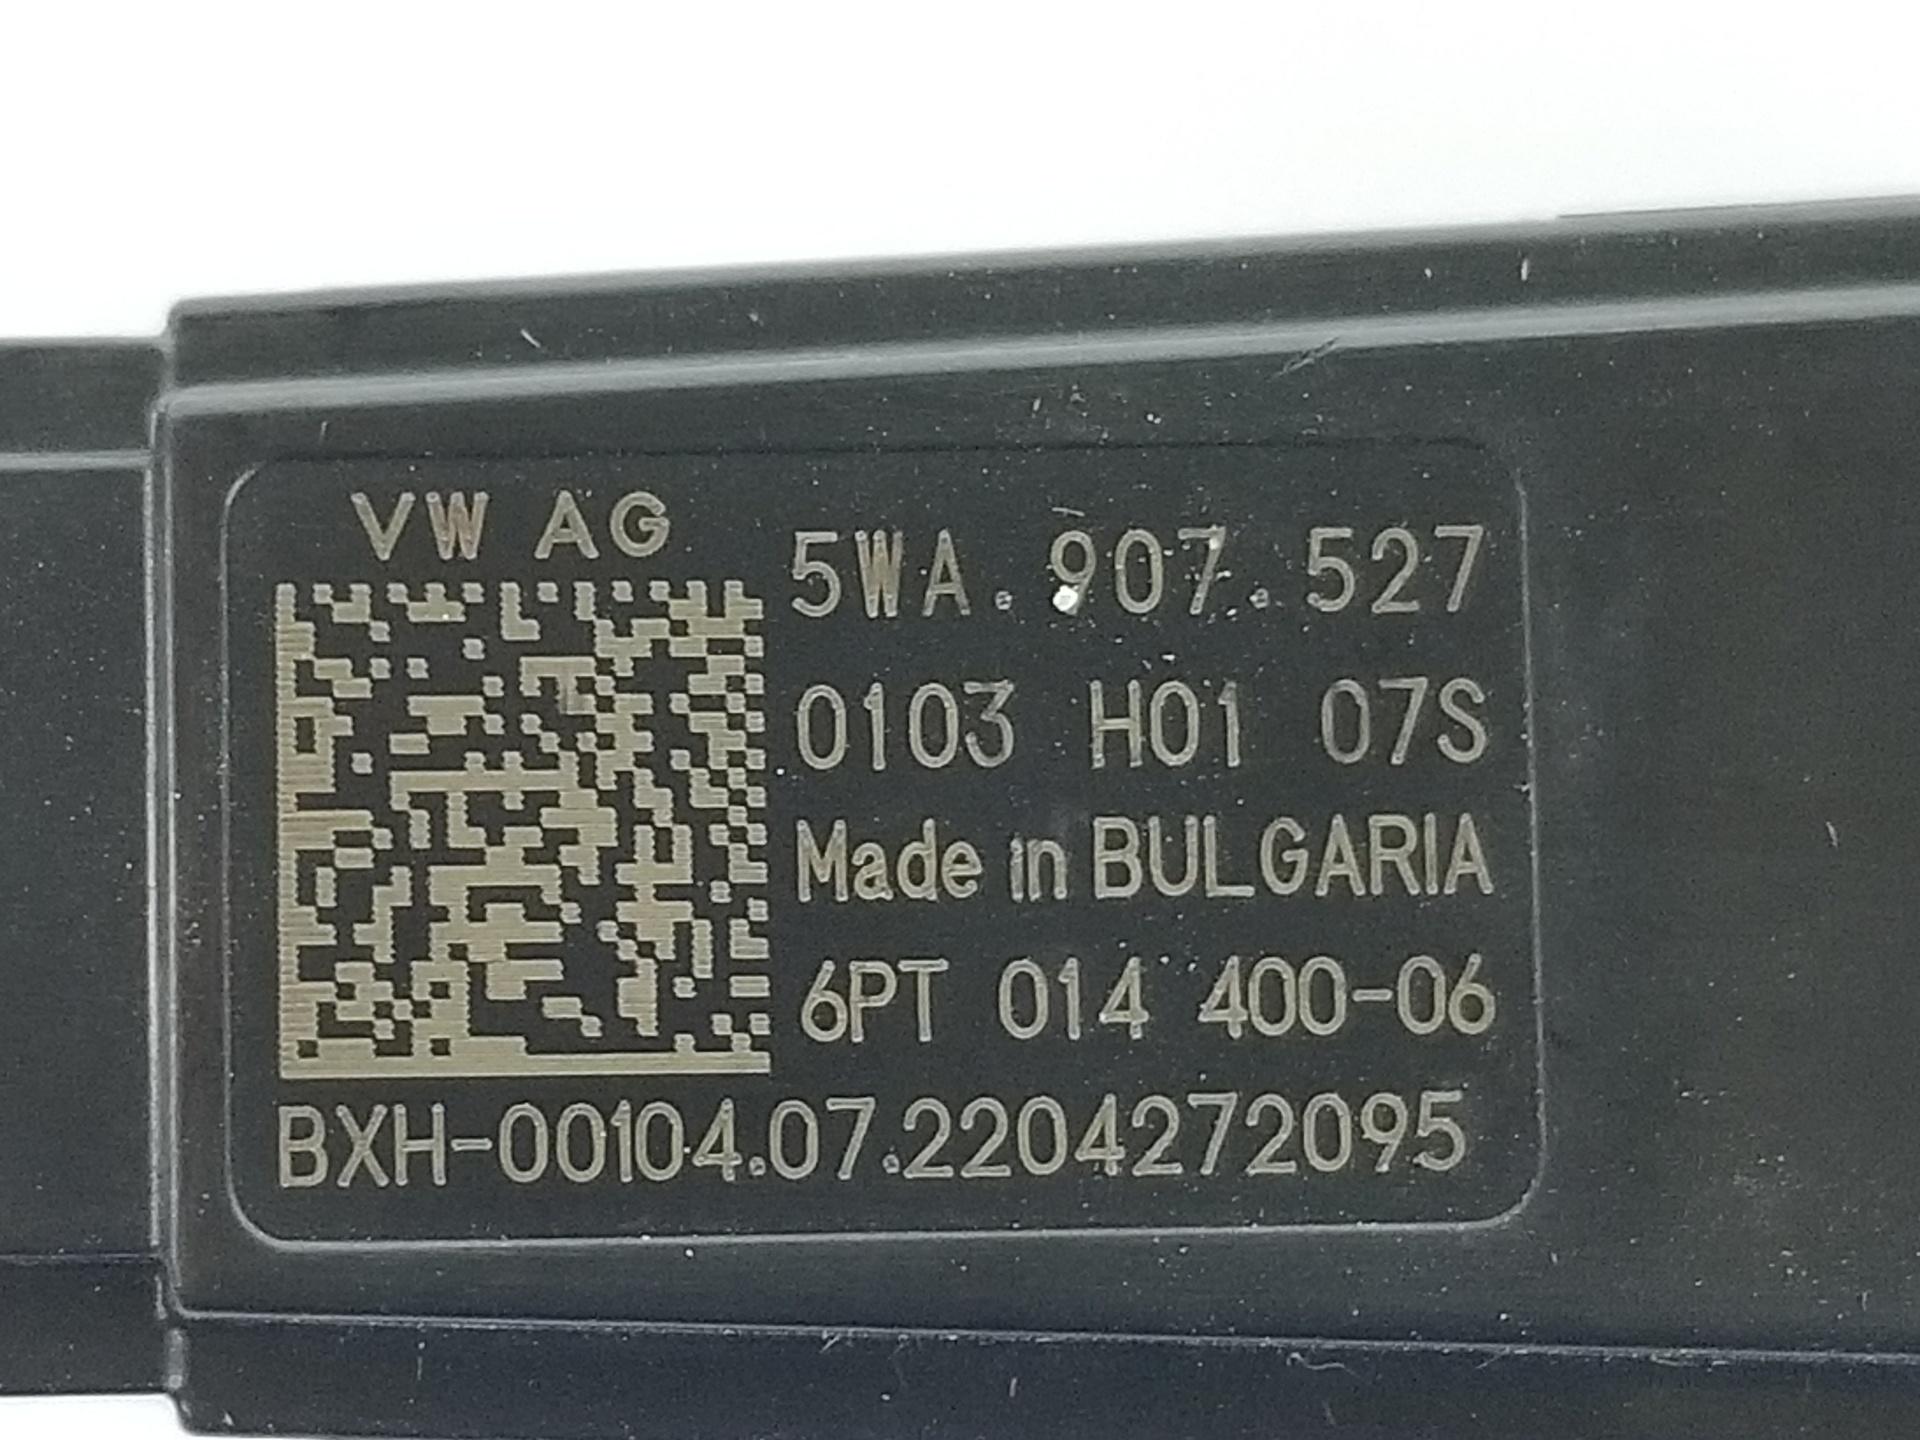 VW AG
5WA.907.527
0103 H01 07S
Made in BULGARIA
6PT 014 400-06
BXH-00104.07.2204272095